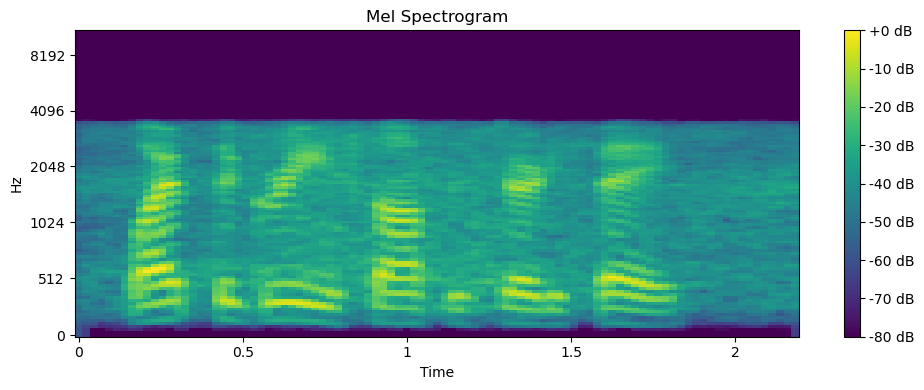 Mel Spectrogram
8192
4096
2048
1024
512
0
Hz
0
0.5
1
1.5
2
Time
+0 dB
-10 dB
-20 dB
-30 dB
-40 dB
-50 dB
-60 dB
-70 dB
-80 dB